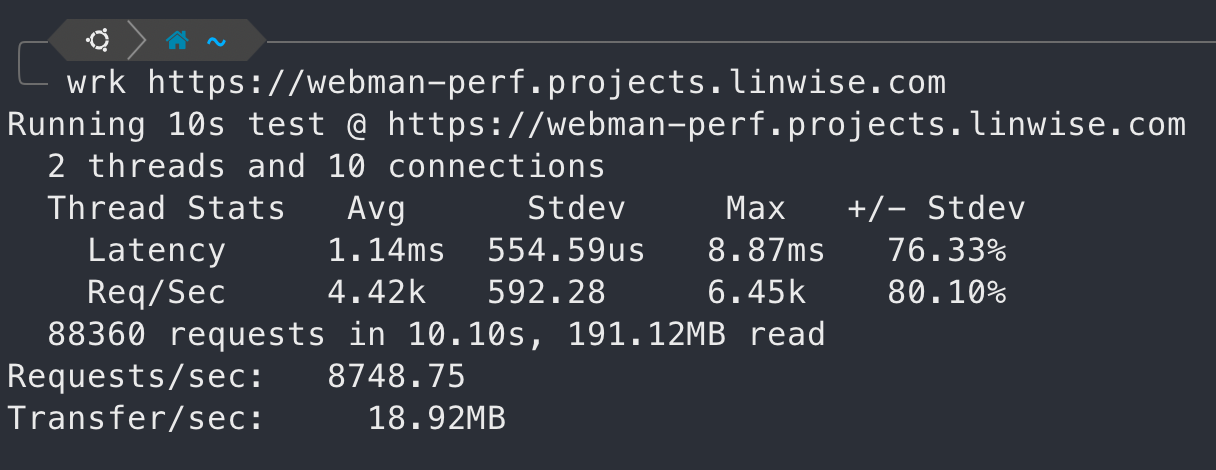 ~
wrk https://webman-perf.projects.linwise.com
Running 10s test @ https://webman-perf.projects.linwise.com
  2 threads and 10 connections
  Thread Stats   Avg      Stdev     Max   +/- Stdev
    Latency     1.14ms  554.59us   8.87ms   76.33%
    Req/Sec     4.42k   592.28     6.45k    80.10%
  88360 requests in 10.10s, 191.12MB read
Requests/sec:   8748.75
Transfer/sec:     18.92MB